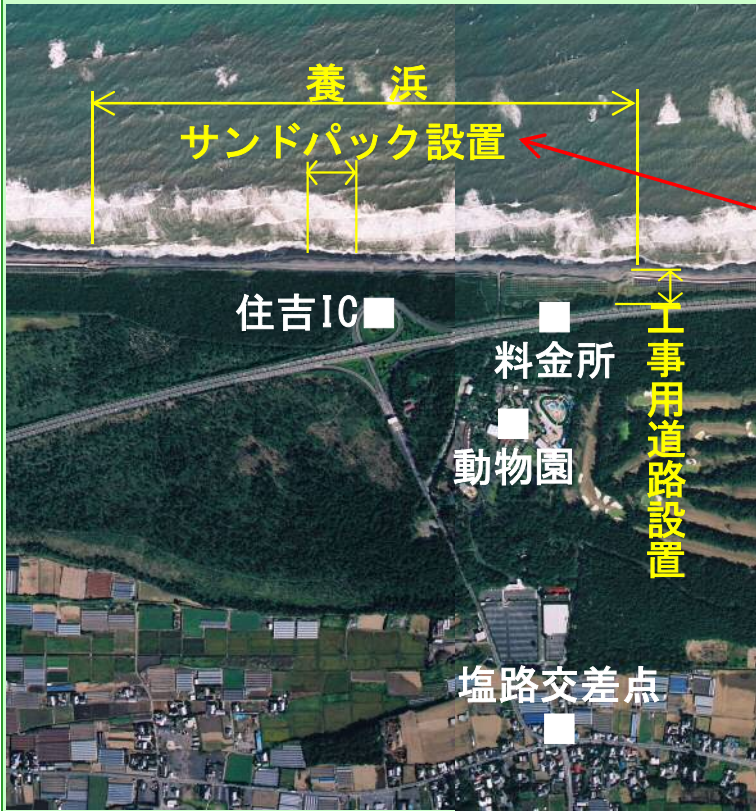 養 浜
サンドパック設置
住吉IC
料金所
工事用道路設置
動物園
塩路交差点